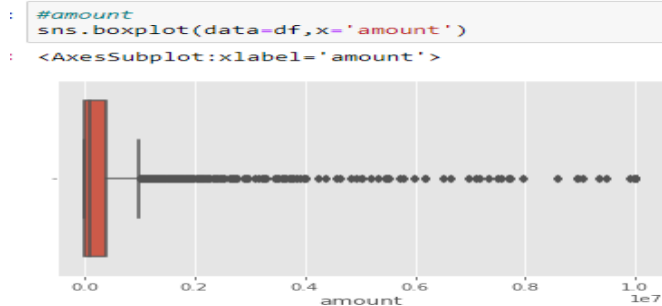 : #amount
sns.boxplot(data=df,x='amount')
: <AxesSubplot:xlabel='amount'>
0.0 0.2 0.4 0.6 0.8 1.0
1e7
amount